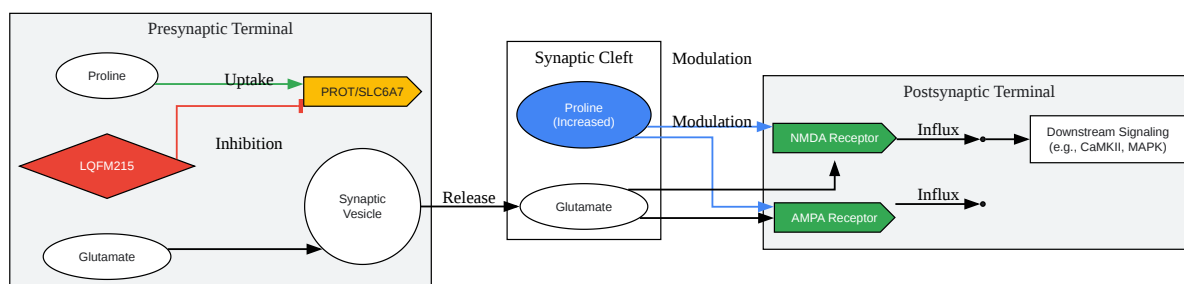 Presynaptic Terminal
Proline
Uptake
PROT/SLC6A7
Inhibition
LQFM215
Synaptic
Vesicle
Glutamate
Release
Synaptic Cleft
Proline
(Increased)
Glutamate
Modulation
Modulation
Postsynaptic Terminal
NMDA Receptor
Influx
Downstream Signaling
(e.g., CaMKII, MAPK)
AMPA Receptor
Influx